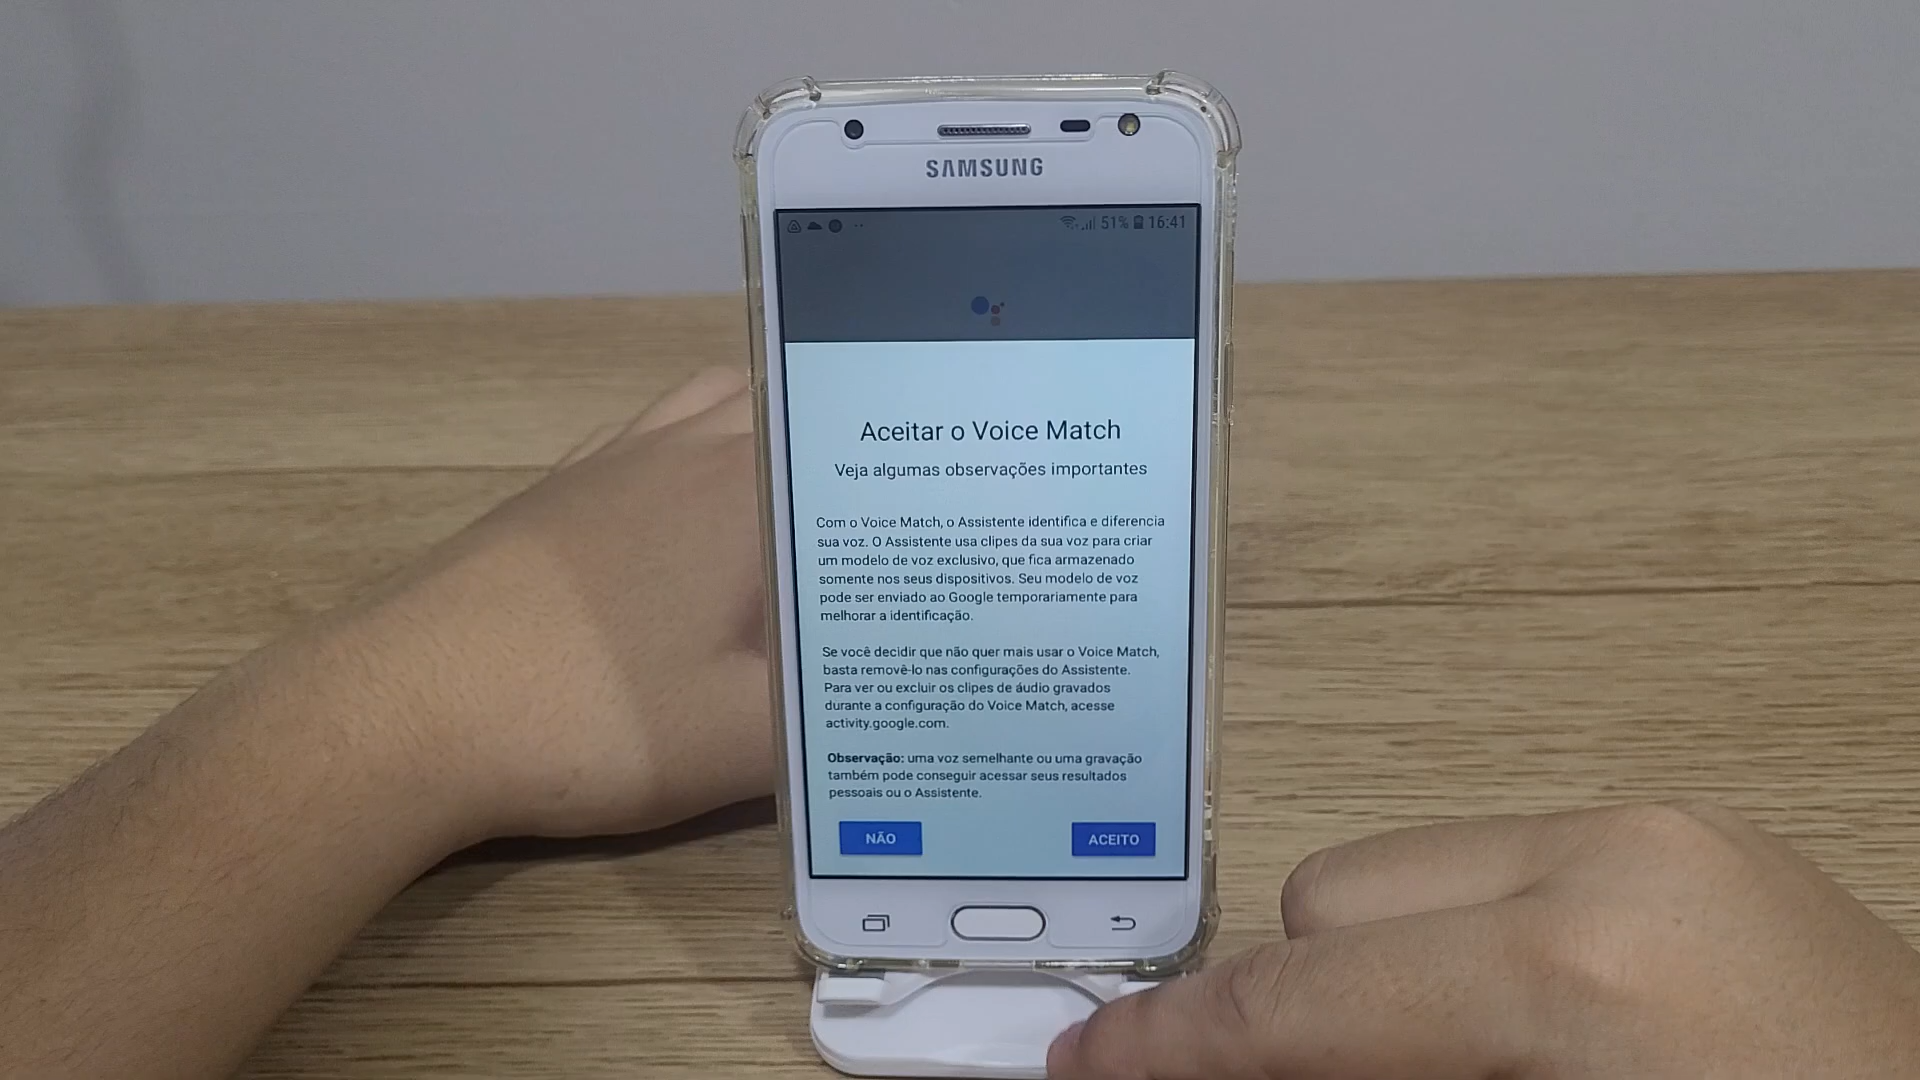 SAMSUNG
51% 16:41
Aceitar o Voice Match
Veja algumas observações importantes
Com o Voice Match, o Assistente identifica e diferencia
sua voz. O Assistente usa clipes da sua voz para criar
um modelo de voz exclusivo, que fica armazenado
somente nos seus dispositivos. Seu modelo de voz
pode ser enviado ao Google temporariamente para
melhorar a identificação.
Se você decidir que não quer mais usar o Voice Match,
basta removê-lo nas configurações do Assistente.
Para ver ou excluir os clipes de áudio gravados
durante a configuração do Voice Match, acesse
activity.google.com.
Observação: uma voz semelhante ou uma gravação
também pode conseguir acessar seus resultados
pessoais ou o Assistente.
NÃO
ACEITO